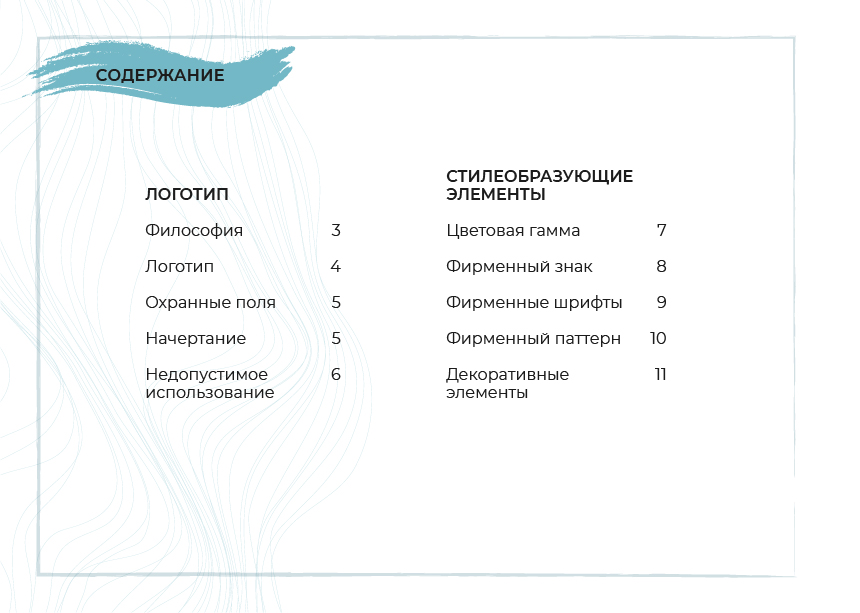 СОДЕРЖАНИЕ
ЛОГОТИП
Философия 3
Логотип 4
Охранные поля 5
Начертание 5
Недопустимое 6
использование
СТИЛЕОБРАЗУЮЩИЕ
ЭЛЕМЕНТЫ
Цветовая гамма 7
Фирменный знак 8
Фирменные шрифты 9
Фирменный паттерн 10
Декоративные 11
элементы